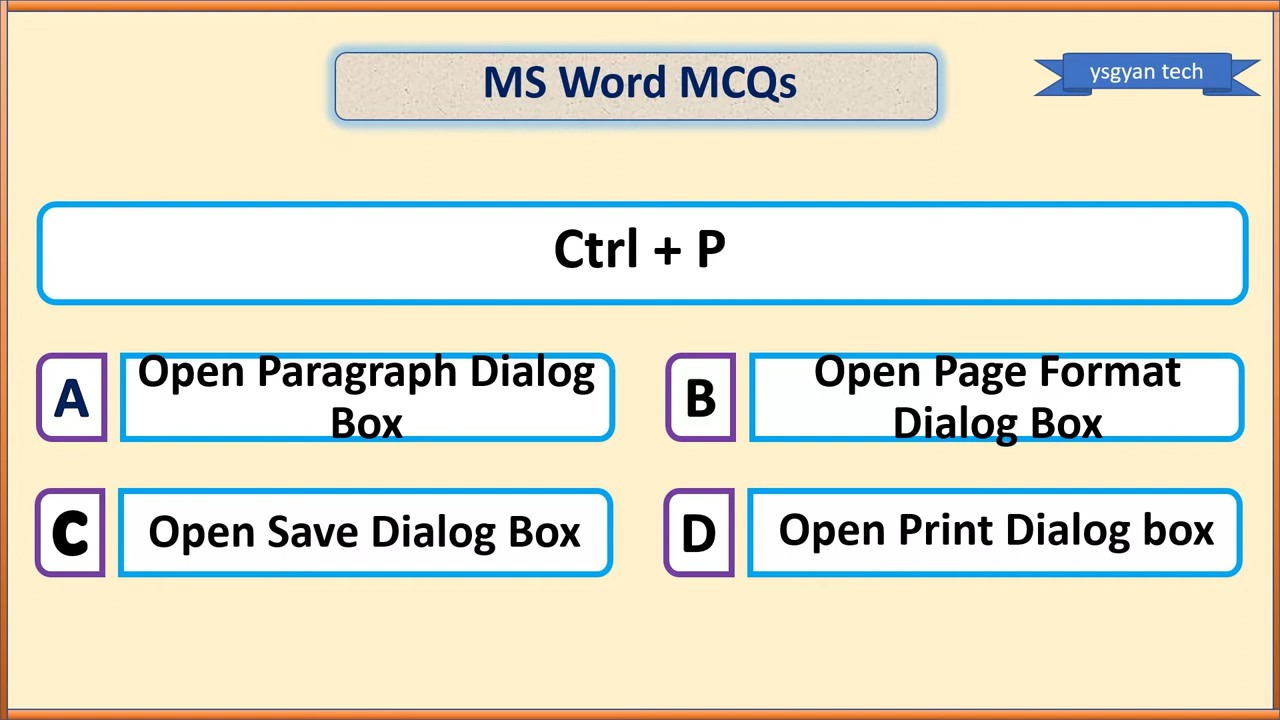 MS Word MCQs
ysgyan tech
Ctrl + P
A
Open Paragraph Dialog
Box
B
Open Page Format
Dialog Box
C
Open Save Dialog Box
D
Open Print Dialog box